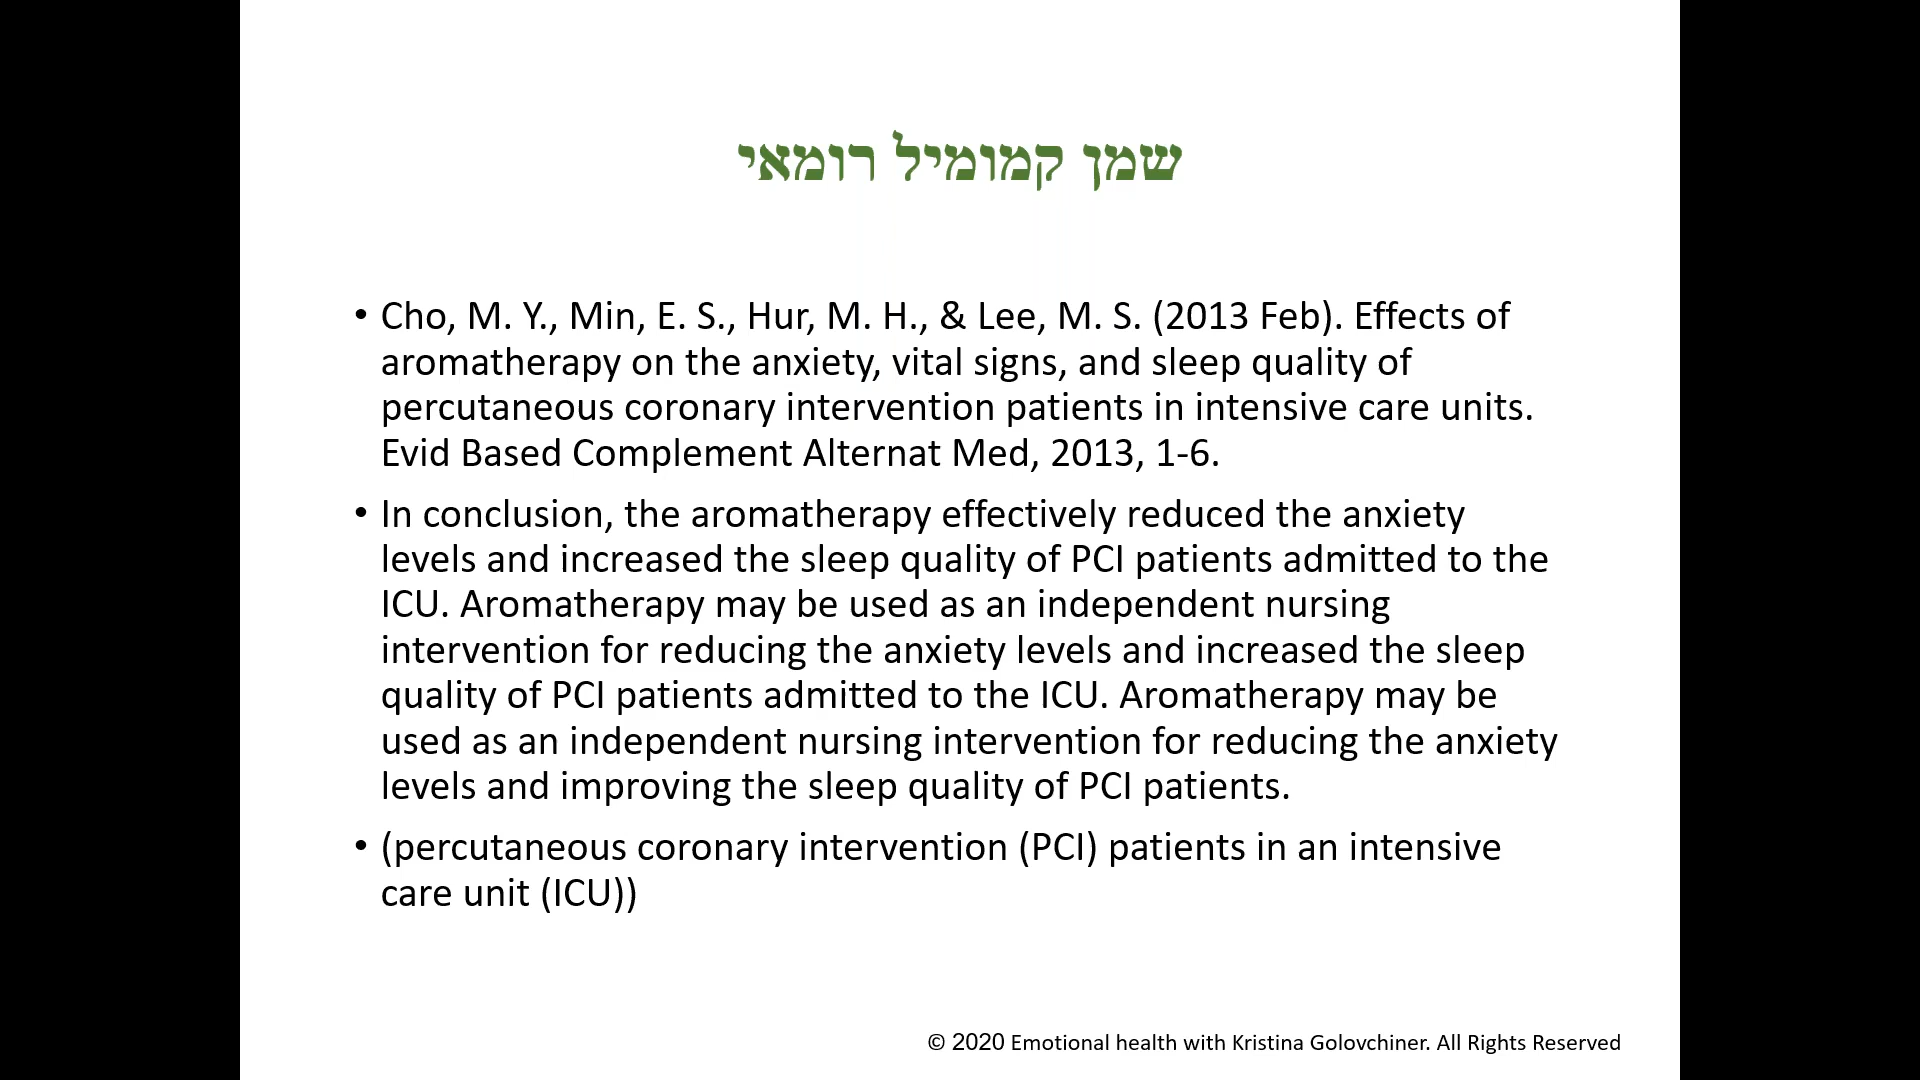 שמן קמומיל רומאי
• Cho, M. Y., Min, E. S., Hur, M. H., & Lee, M. S. (2013 Feb). Effects of
aromatherapy on the anxiety, vital signs, and sleep quality of
percutaneous coronary intervention patients in intensive care units.
Evid Based Complement Alternat Med, 2013, 1-6.
• In conclusion, the aromatherapy effectively reduced the anxiety
levels and increased the sleep quality of PCI patients admitted to the
ICU. Aromatherapy may be used as an independent nursing
intervention for reducing the anxiety levels and increased the sleep
quality of PCI patients admitted to the ICU. Aromatherapy may be
used as an independent nursing intervention for reducing the anxiety
levels and improving the sleep quality of PCI patients.
• (percutaneous coronary intervention (PCI) patients in an intensive
care unit (ICU))
© 2020 Emotional health with Kristina Golovchiner. All Rights Reserved